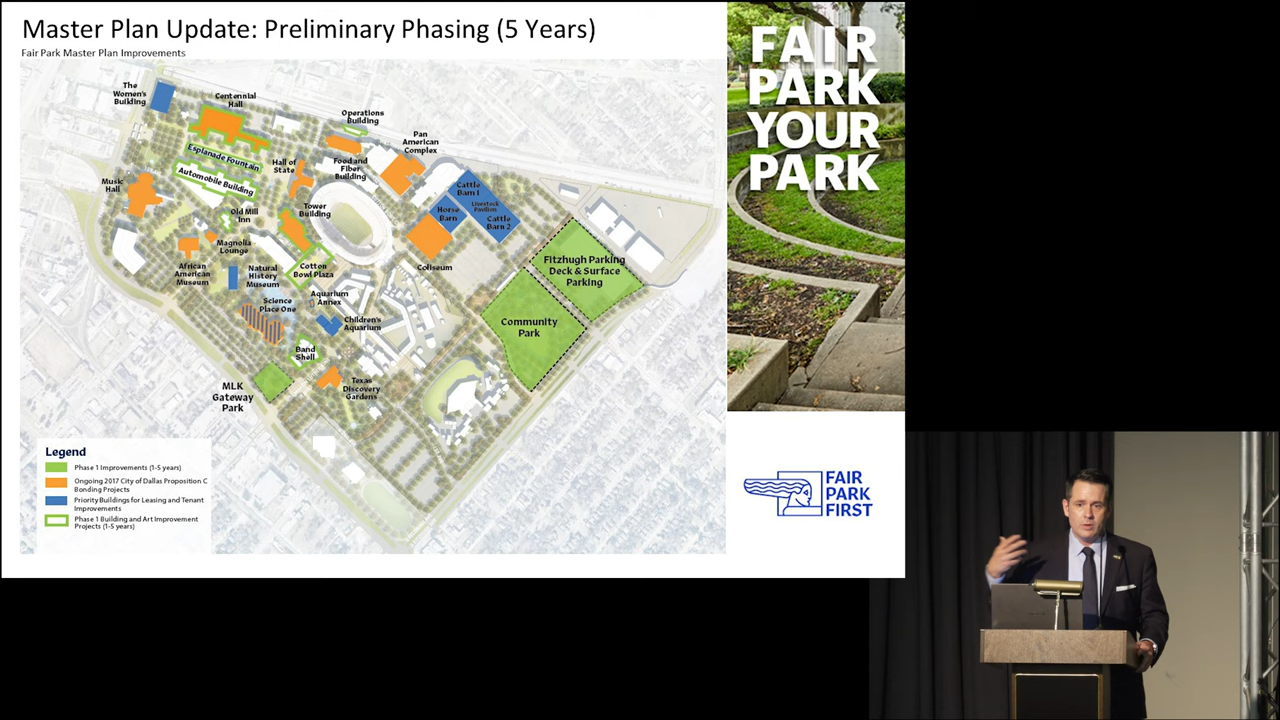 Master Plan Update: Preliminary Phasing (5 Years)
Fair Park Master Plan Improvements
The
Women's
Building
Centennial
Hall
Operations
Building
Pan
American
Complex
Esplanade Fountain
Hall of
State
Food and
Fiber
Building
Automobile Building
Music
Hall
Cattle
Barn 1
Livestock
Pavilion
Horse
Barn
Cattle
Barn 2
Old Mill
Inn
Tower
Building
Magnolia
Lounge
Coliseum
African
American
Museum
Natural
History
Museum
Cotton
Bowl Plaza
Fitzhugh Parking
Deck & Surface
Parking
Science
Place One
Aquarium
Annex
Children's
Aquarium
Community
Park
Band
Shell
MLK
Gateway
Park
Texas
Discovery
Gardens
Legend
Phase 1 Improvements (1-5 years)
Ongoing 2017 City of Dallas Proposition C
Bonding Projects
Priority Buildings for Leasing and Tenant
Improvements
Phase 1 Building and Art Improvement
Projects (1-5 years)
FAIR
PARK
YOUR
PARK
FAIR
PARK
FIRST